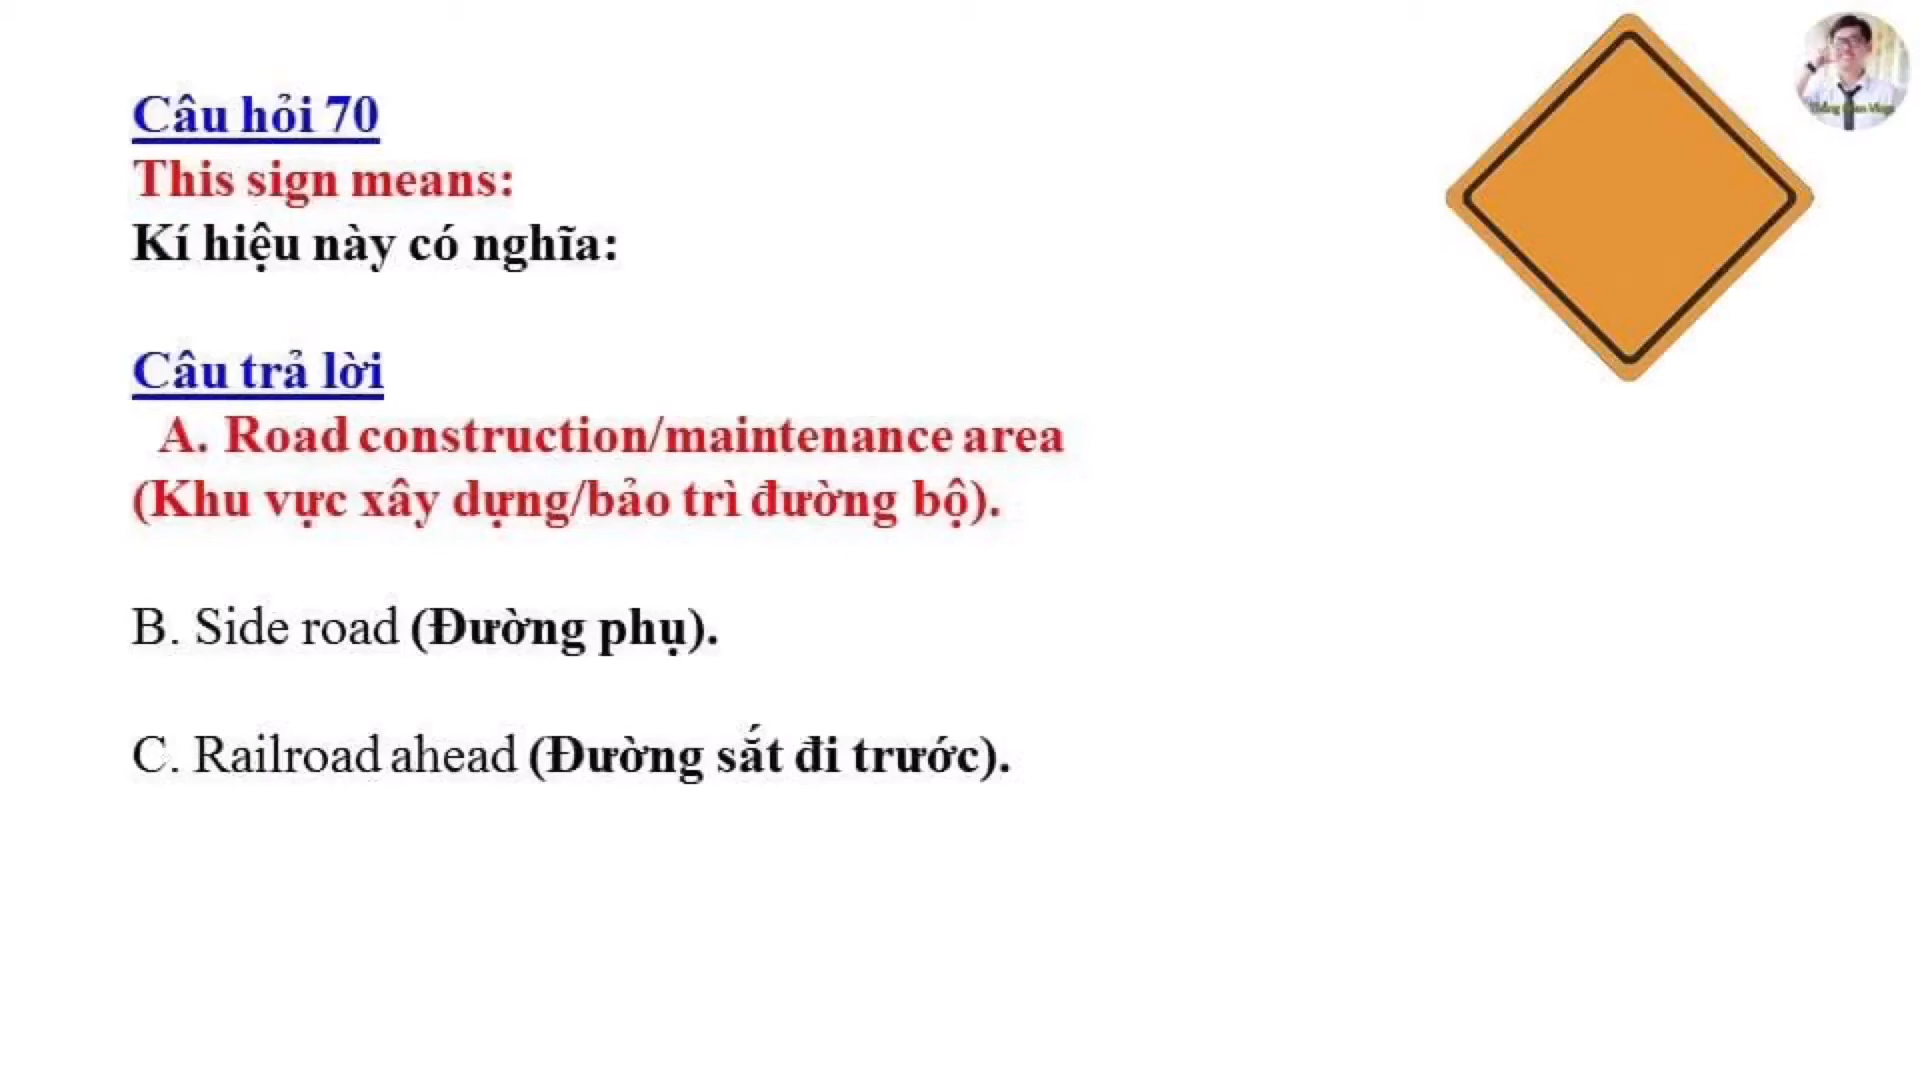 Câu hỏi 70
This sign means:
Kí hiệu này có nghĩa:
Câu trả lời
A. Road construction/maintenance area
(Khu vực xây dựng/bảo trì đường bộ).
B. Side road (Đường phụ).
C. Railroad ahead (Đường sắt đi trước).